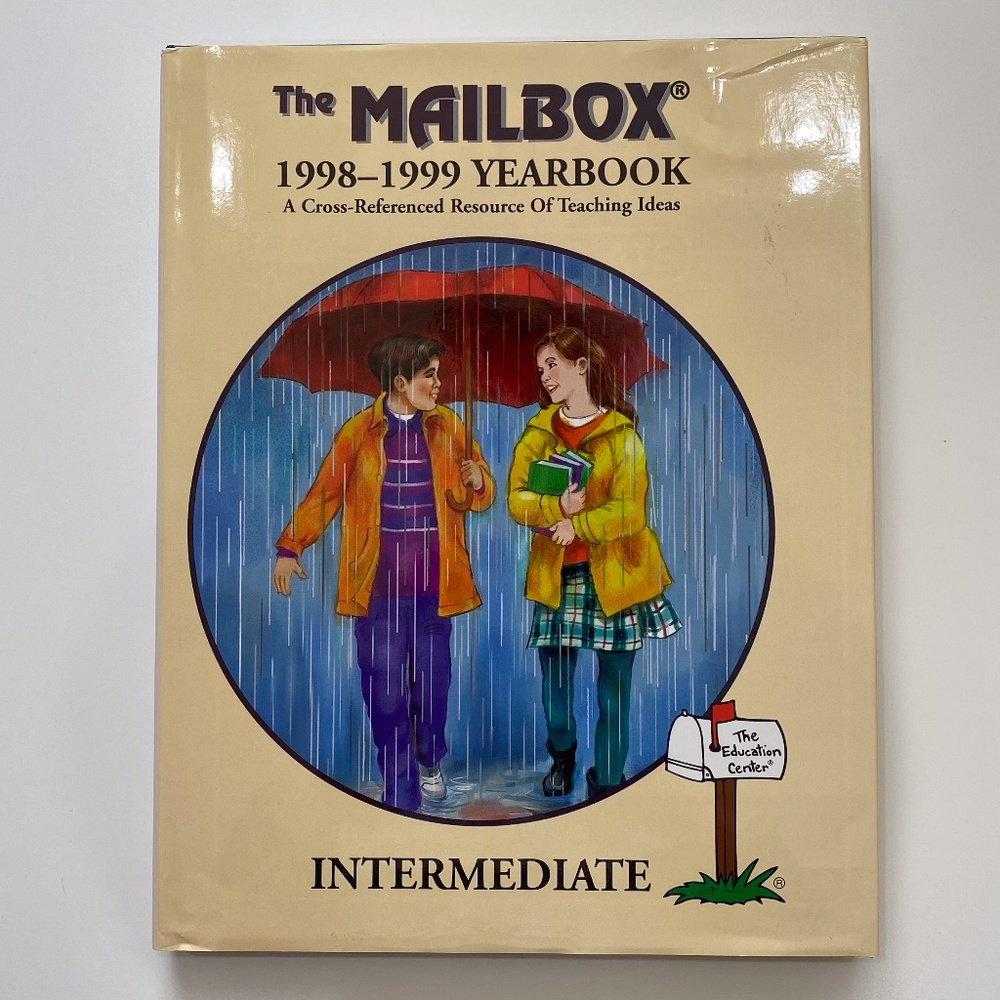 The MAILBOX®
1998–1999 YEARBOOK
A Cross-Referenced Resource Of Teaching Ideas
The
Education
Center®
INTERMEDIATE
®